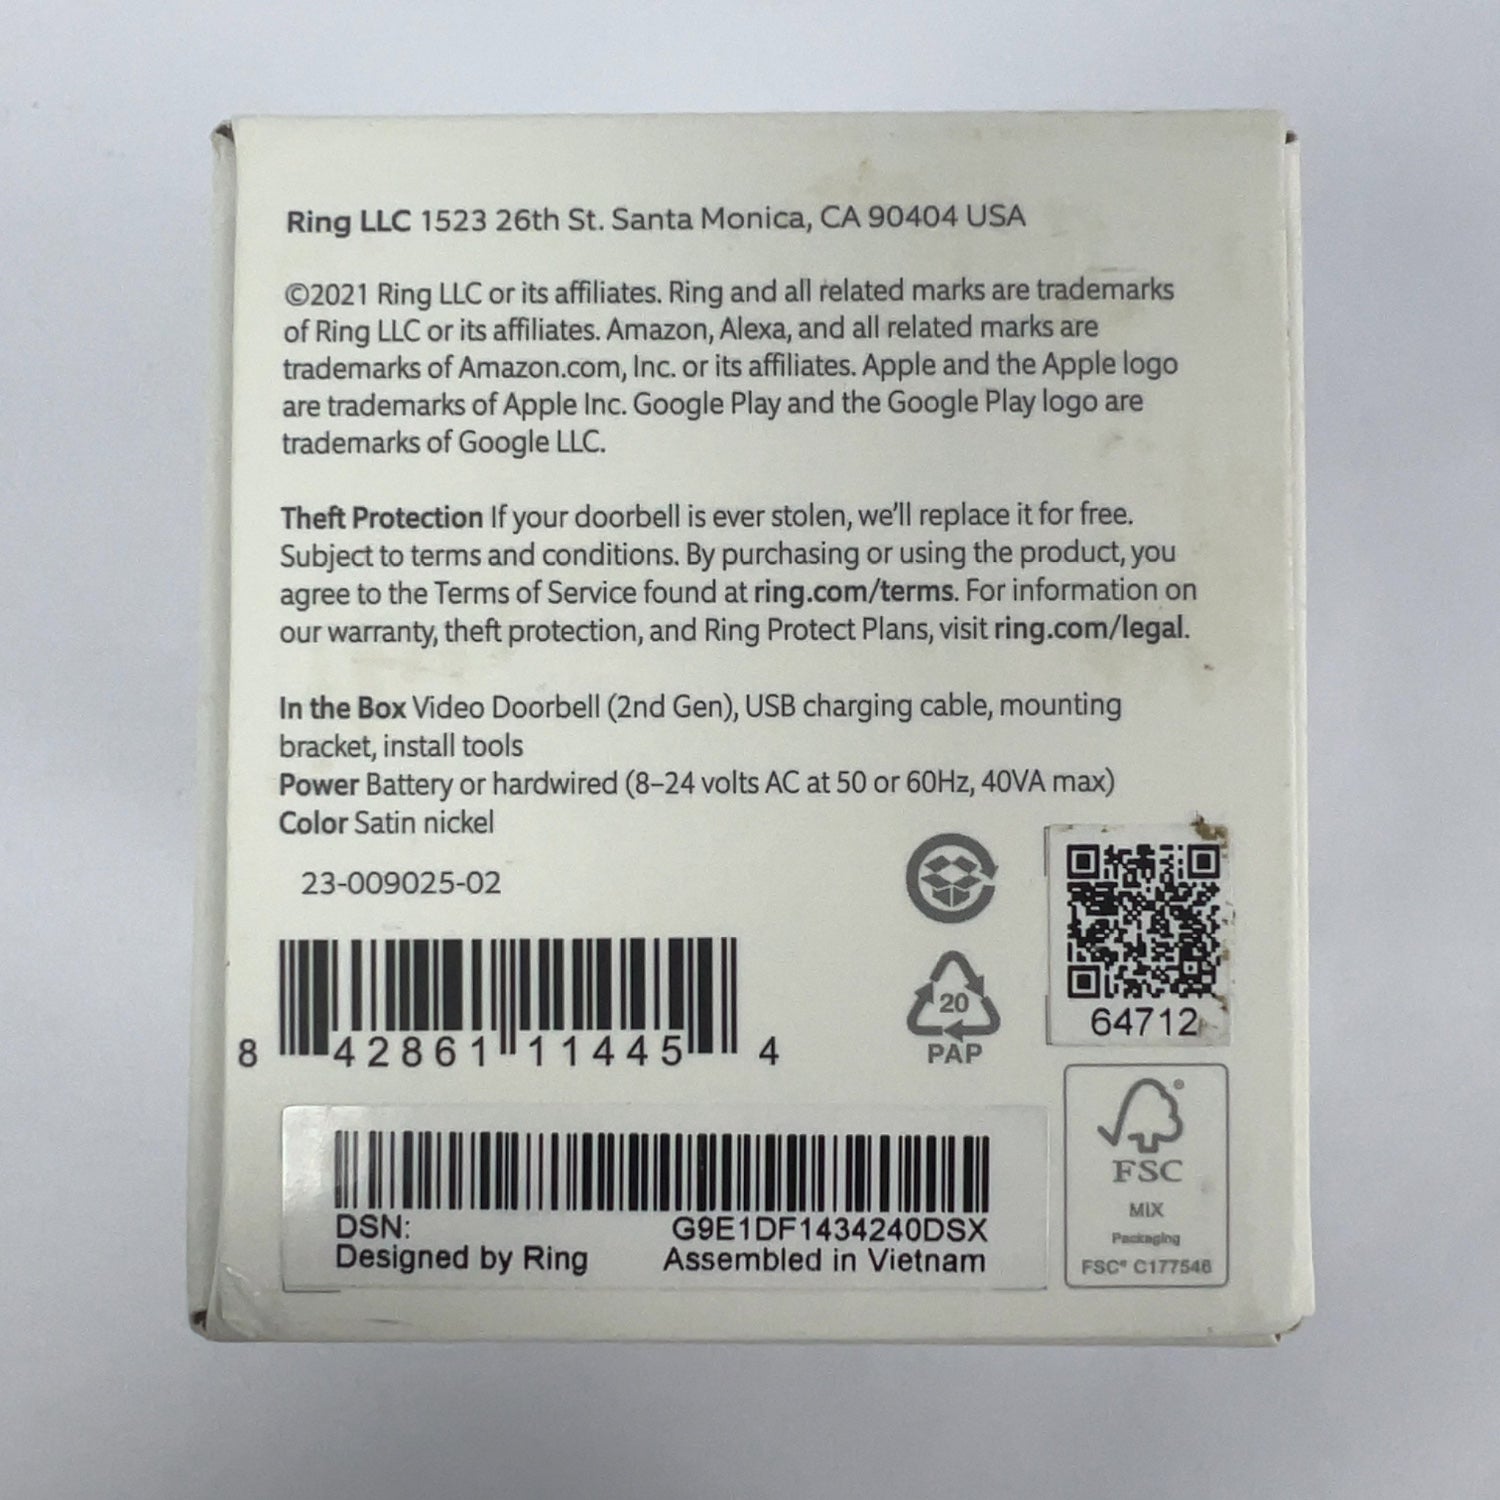 Ring LLC 1523 26th St. Santa Monica, CA 90404 USA
©2021 Ring LLC or its affiliates. Ring and all related marks are trademarks
of Ring LLC or its affiliates. Amazon, Alexa, and all related marks are
trademarks of Amazon.com, Inc. or its affiliates. Apple and the Apple logo
are trademarks of Apple Inc. Google Play and the Google Play logo are
trademarks of Google LLC.
Theft Protection If your doorbell is ever stolen, we'll replace it for free.
Subject to terms and conditions. By purchasing or using the product, you
agree to the Terms of Service found at ring.com/terms. For information on
our warranty, theft protection, and Ring Protect Plans, visit ring.com/legal.
In the Box Video Doorbell (2nd Gen), USB charging cable, mounting
bracket, install tools
Power Battery or hardwired (8–24 volts AC at 50 or 60Hz, 40VA max)
Color Satin nickel
23-009025-02
8 42861 11445 4
20
PAP
64712
DSN: G9E1DF1434240DSX
Designed by Ring Assembled in Vietnam
FSC®
MIX
Packaging
FSC® C177546